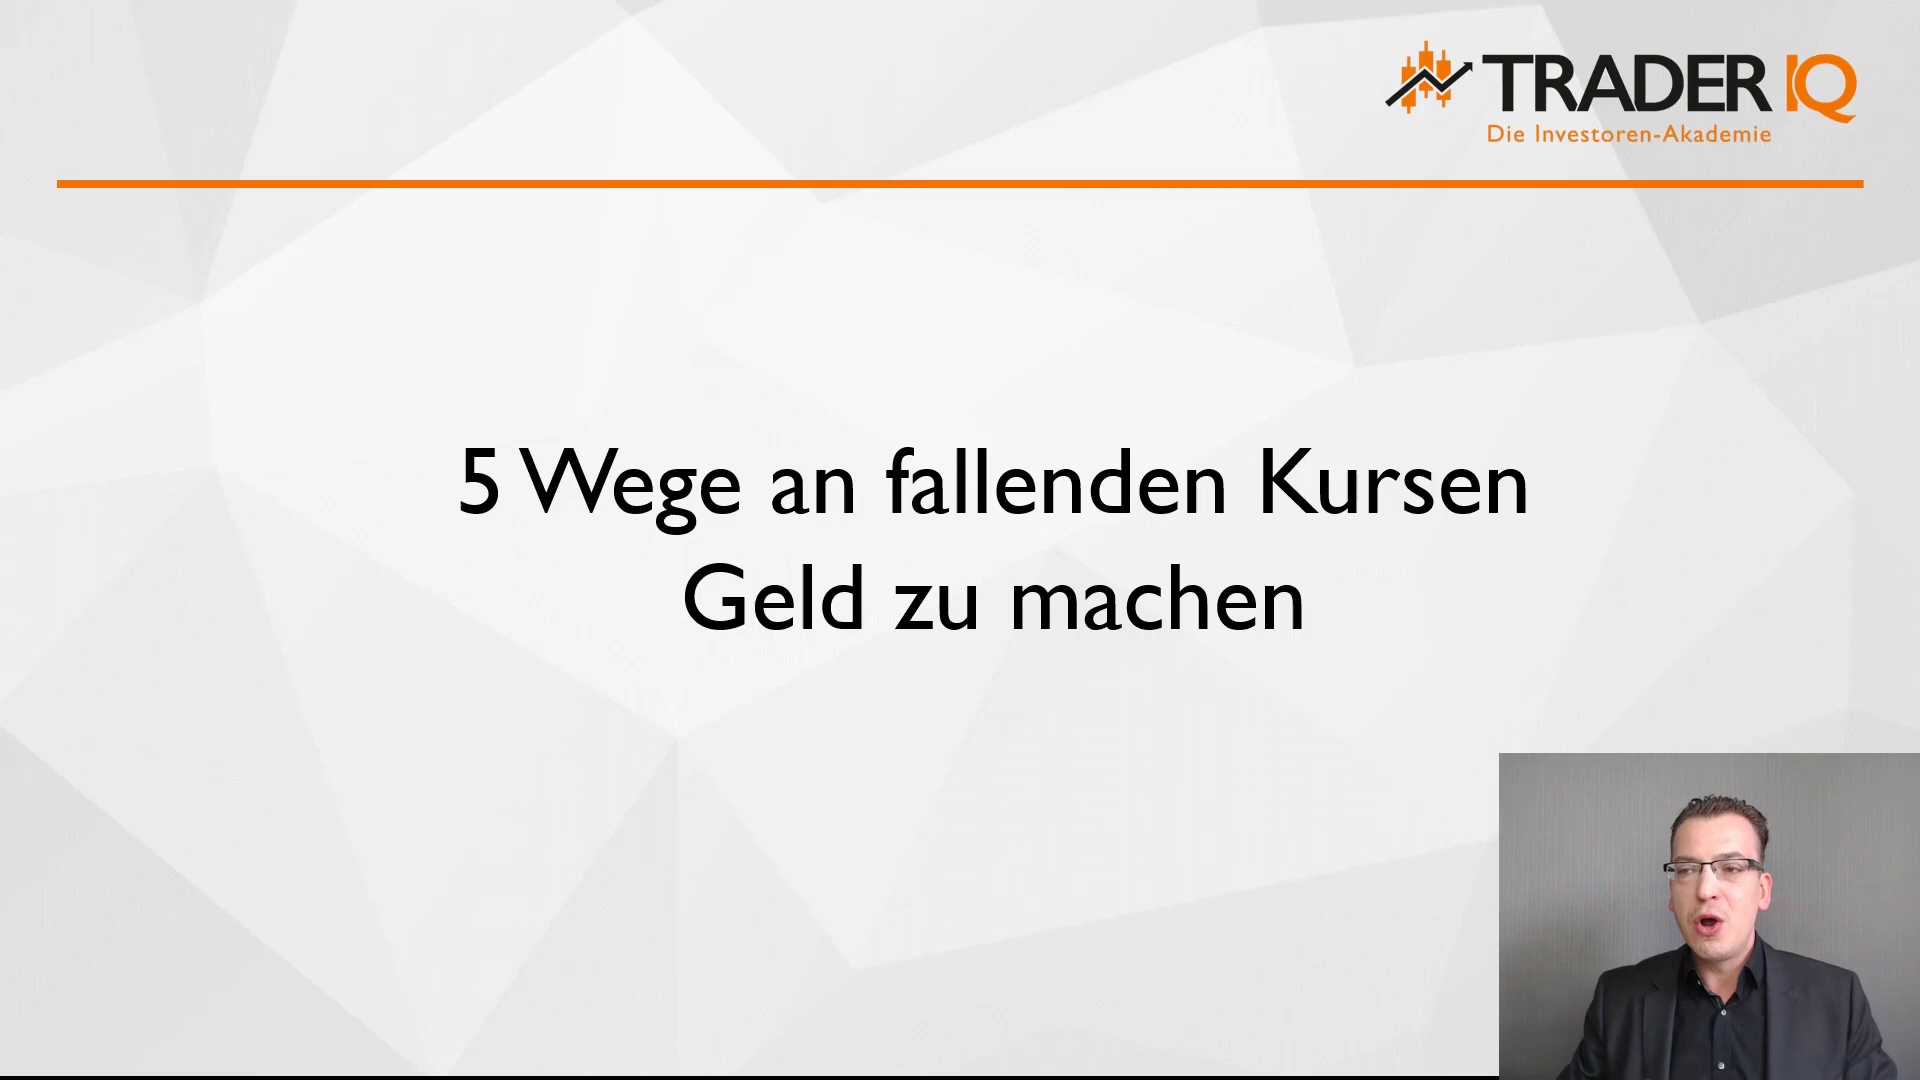 TRADER IQ
Die Investoren-Akademie
5 Wege an fallenden Kursen
Geld zu machen